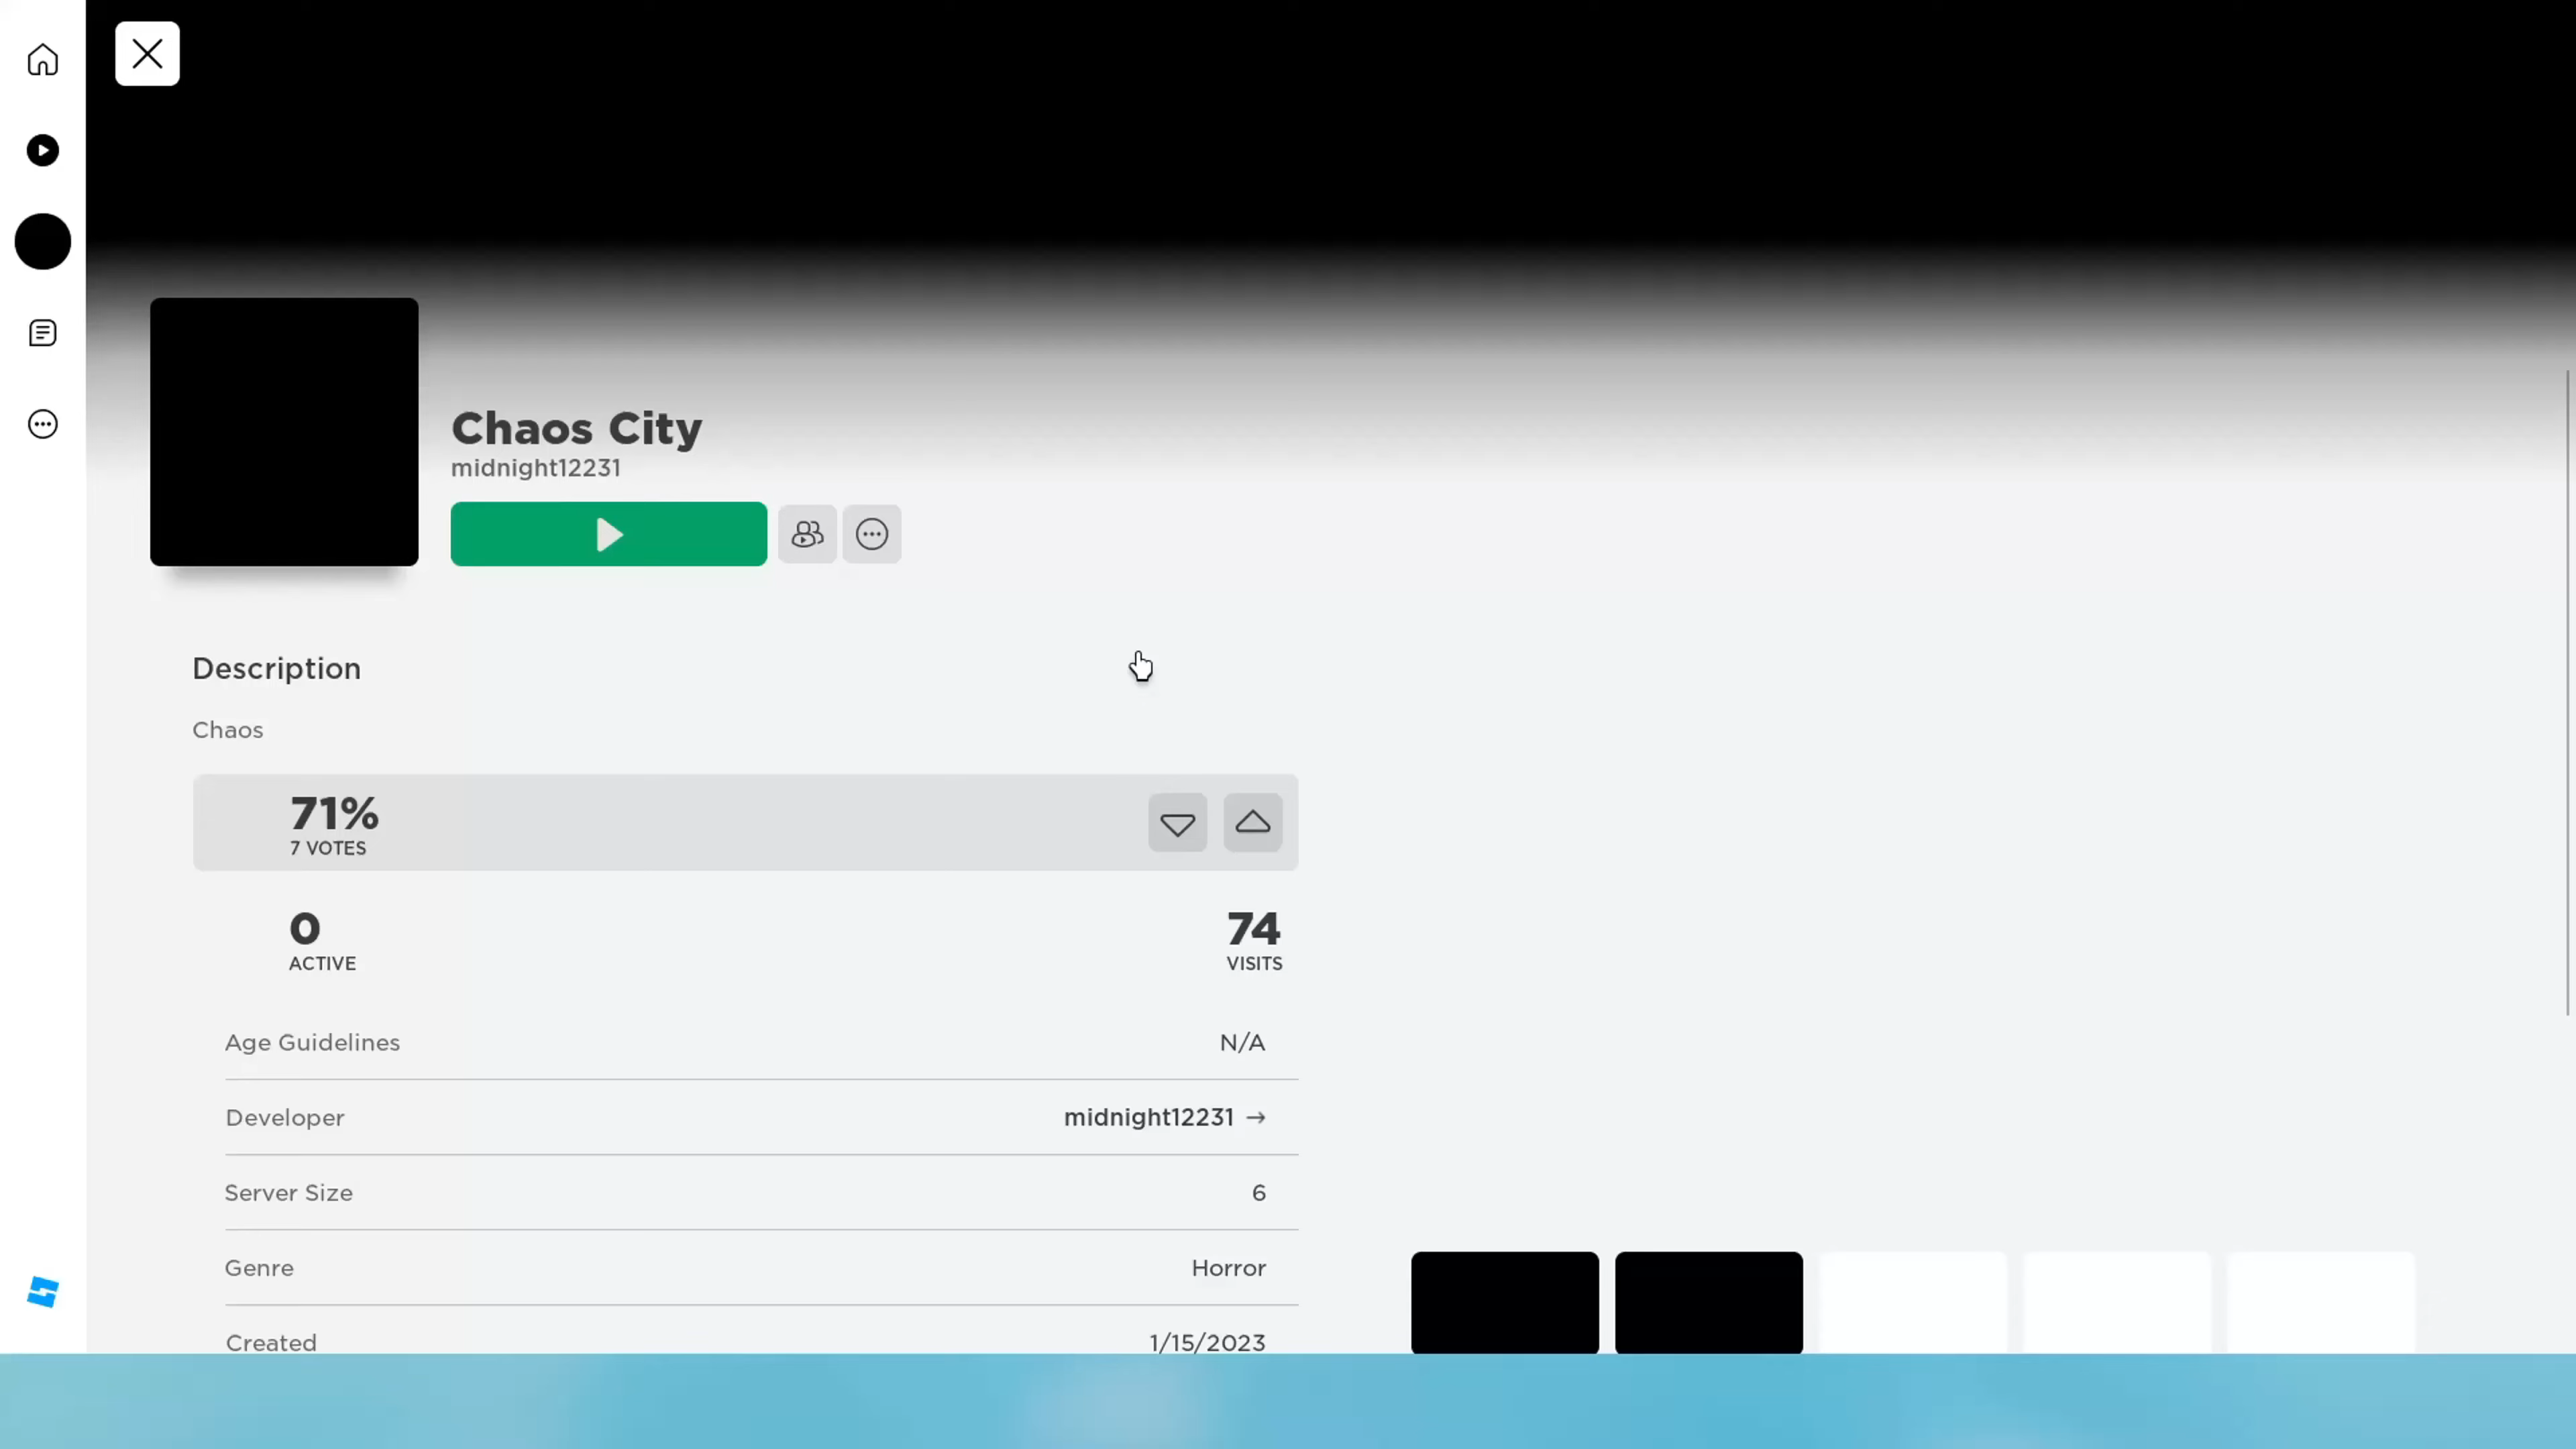 Chaos City
midnight12231
Description
Chaos
71%
7 VOTES
0
ACTIVE
74
VISITS
Age Guidelines N/A
Developer midnight12231 →
Server Size 6
Genre Horror
Created 1/15/2023